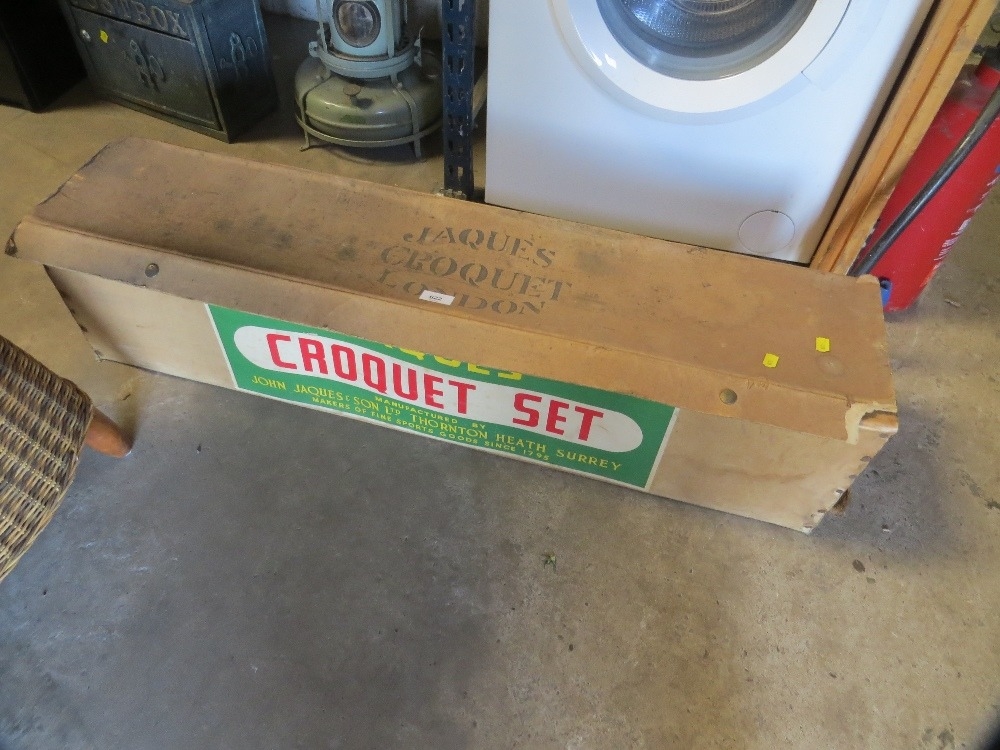 JAQUES
CROQUET
LONDON
CROQUET SET
MANUFACTURED BY
JOHN JAQUES & SON LTD THORNTON HEATH SURREY
MAKERS OF FINE SPORTS GOODS SINCE 1795